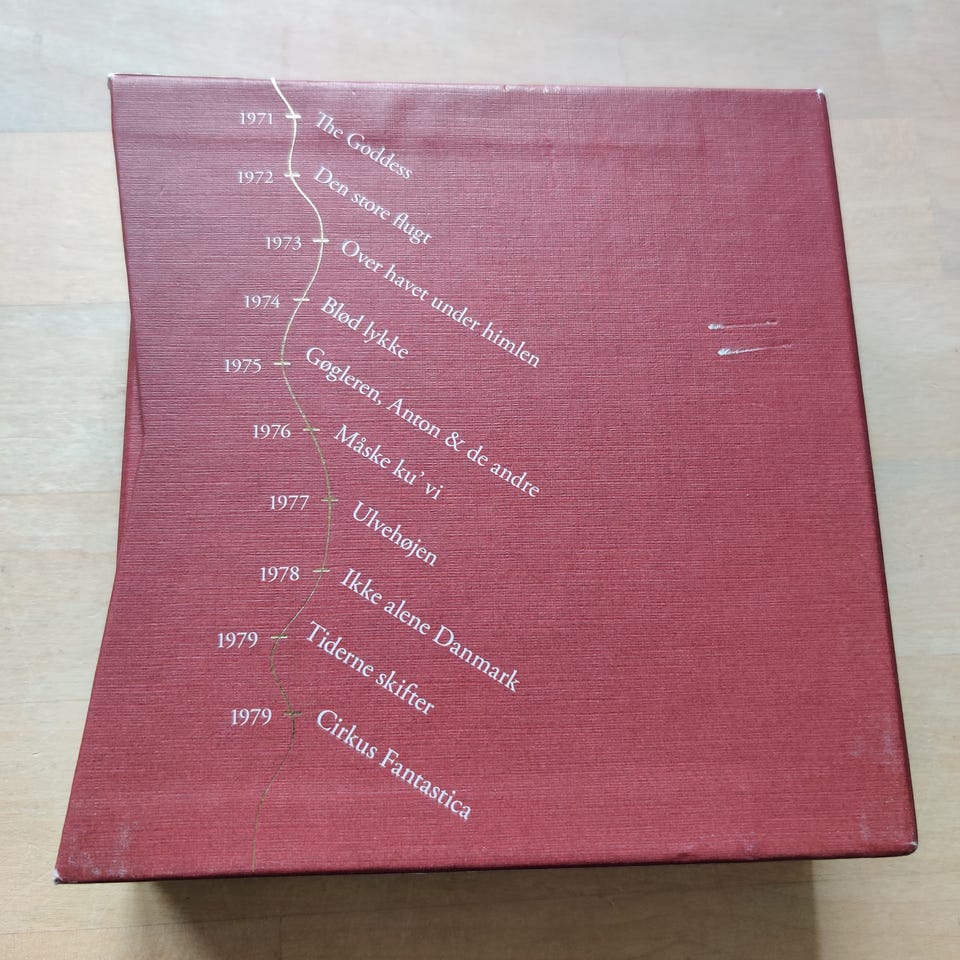 1971 The Goddess
1972 Den store flugt
1973 Over havet under himlen
1974 Blød lykke
1975 Gøgleren, Anton & de andre
1976 Måske ku' vi
1977 Ulvehøjen
1978 Ikke alene Danmark
1979 Tiderne skifter
1979 Cirkus Fantastica